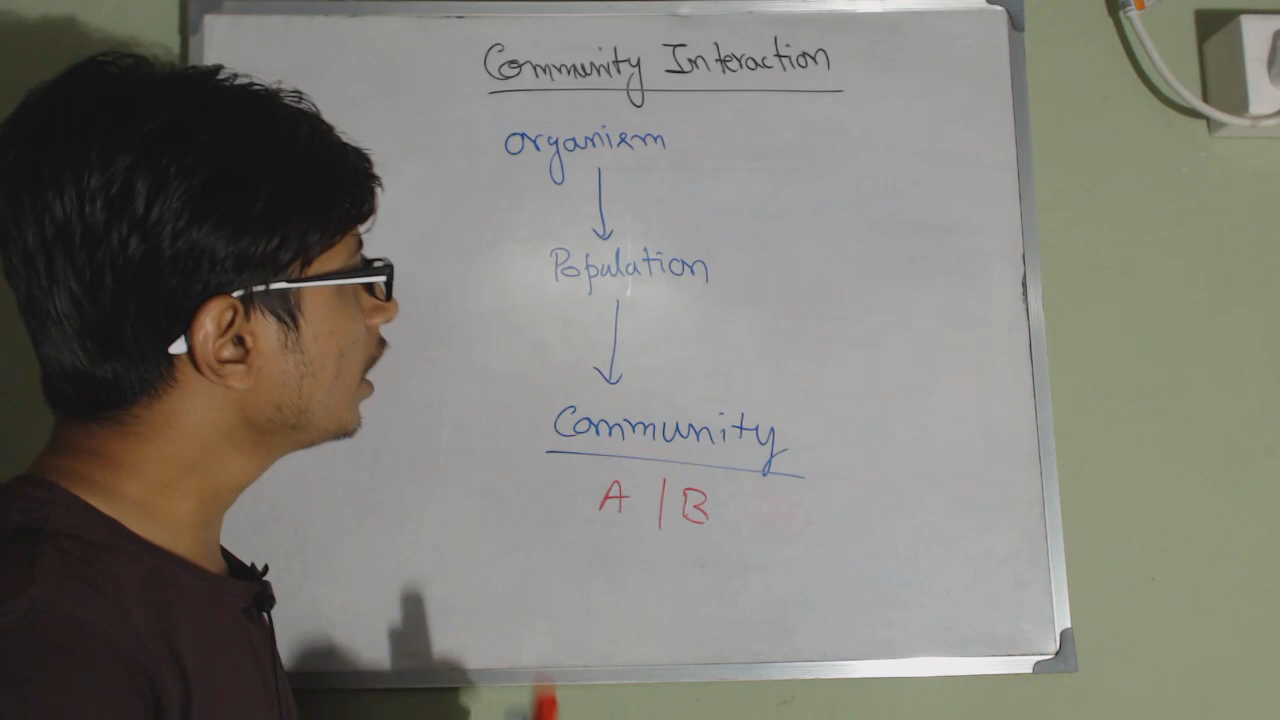 Community Interaction
Organism
Population
Community
A | B